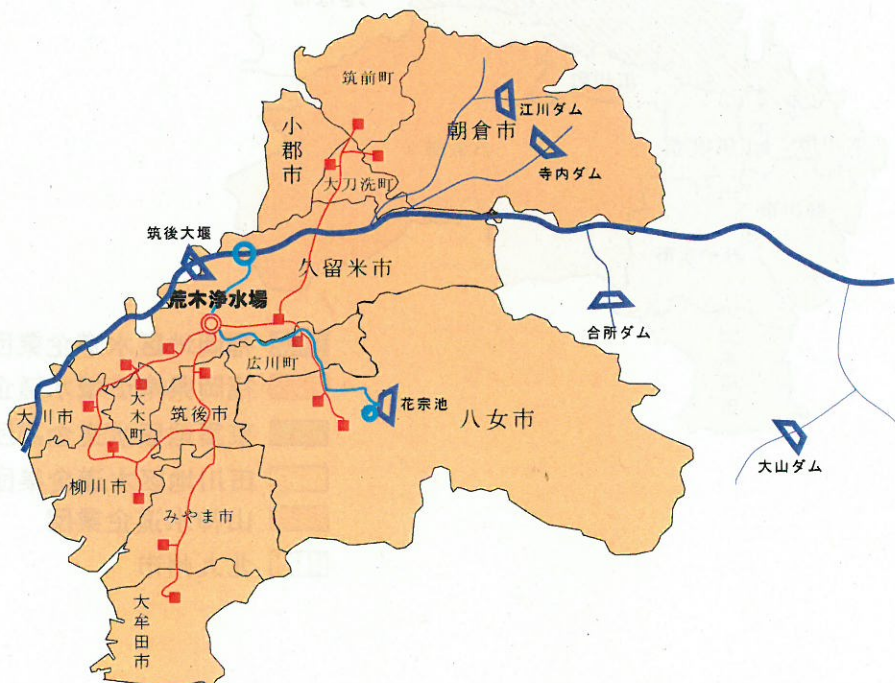 筑前町
江川ダム
小郡市
朝倉市
寺内ダム
大刀洗町
筑後大堰
久留米市
荒木浄水場
合所ダム
広川町
大川市
大木町
筑後市
花宗池
八女市
大山ダム
柳川市
みやま市
大牟田市